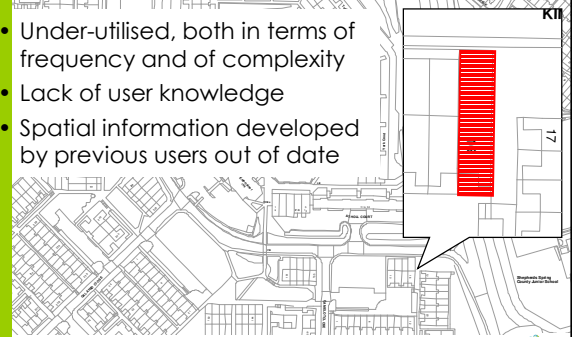 KII
• Under-utilised, both in terms of
frequency and of complexity
• Lack of user knowledge
• Spatial information developed
by previous users out of date
17
Shepherds Spring
County Junior School